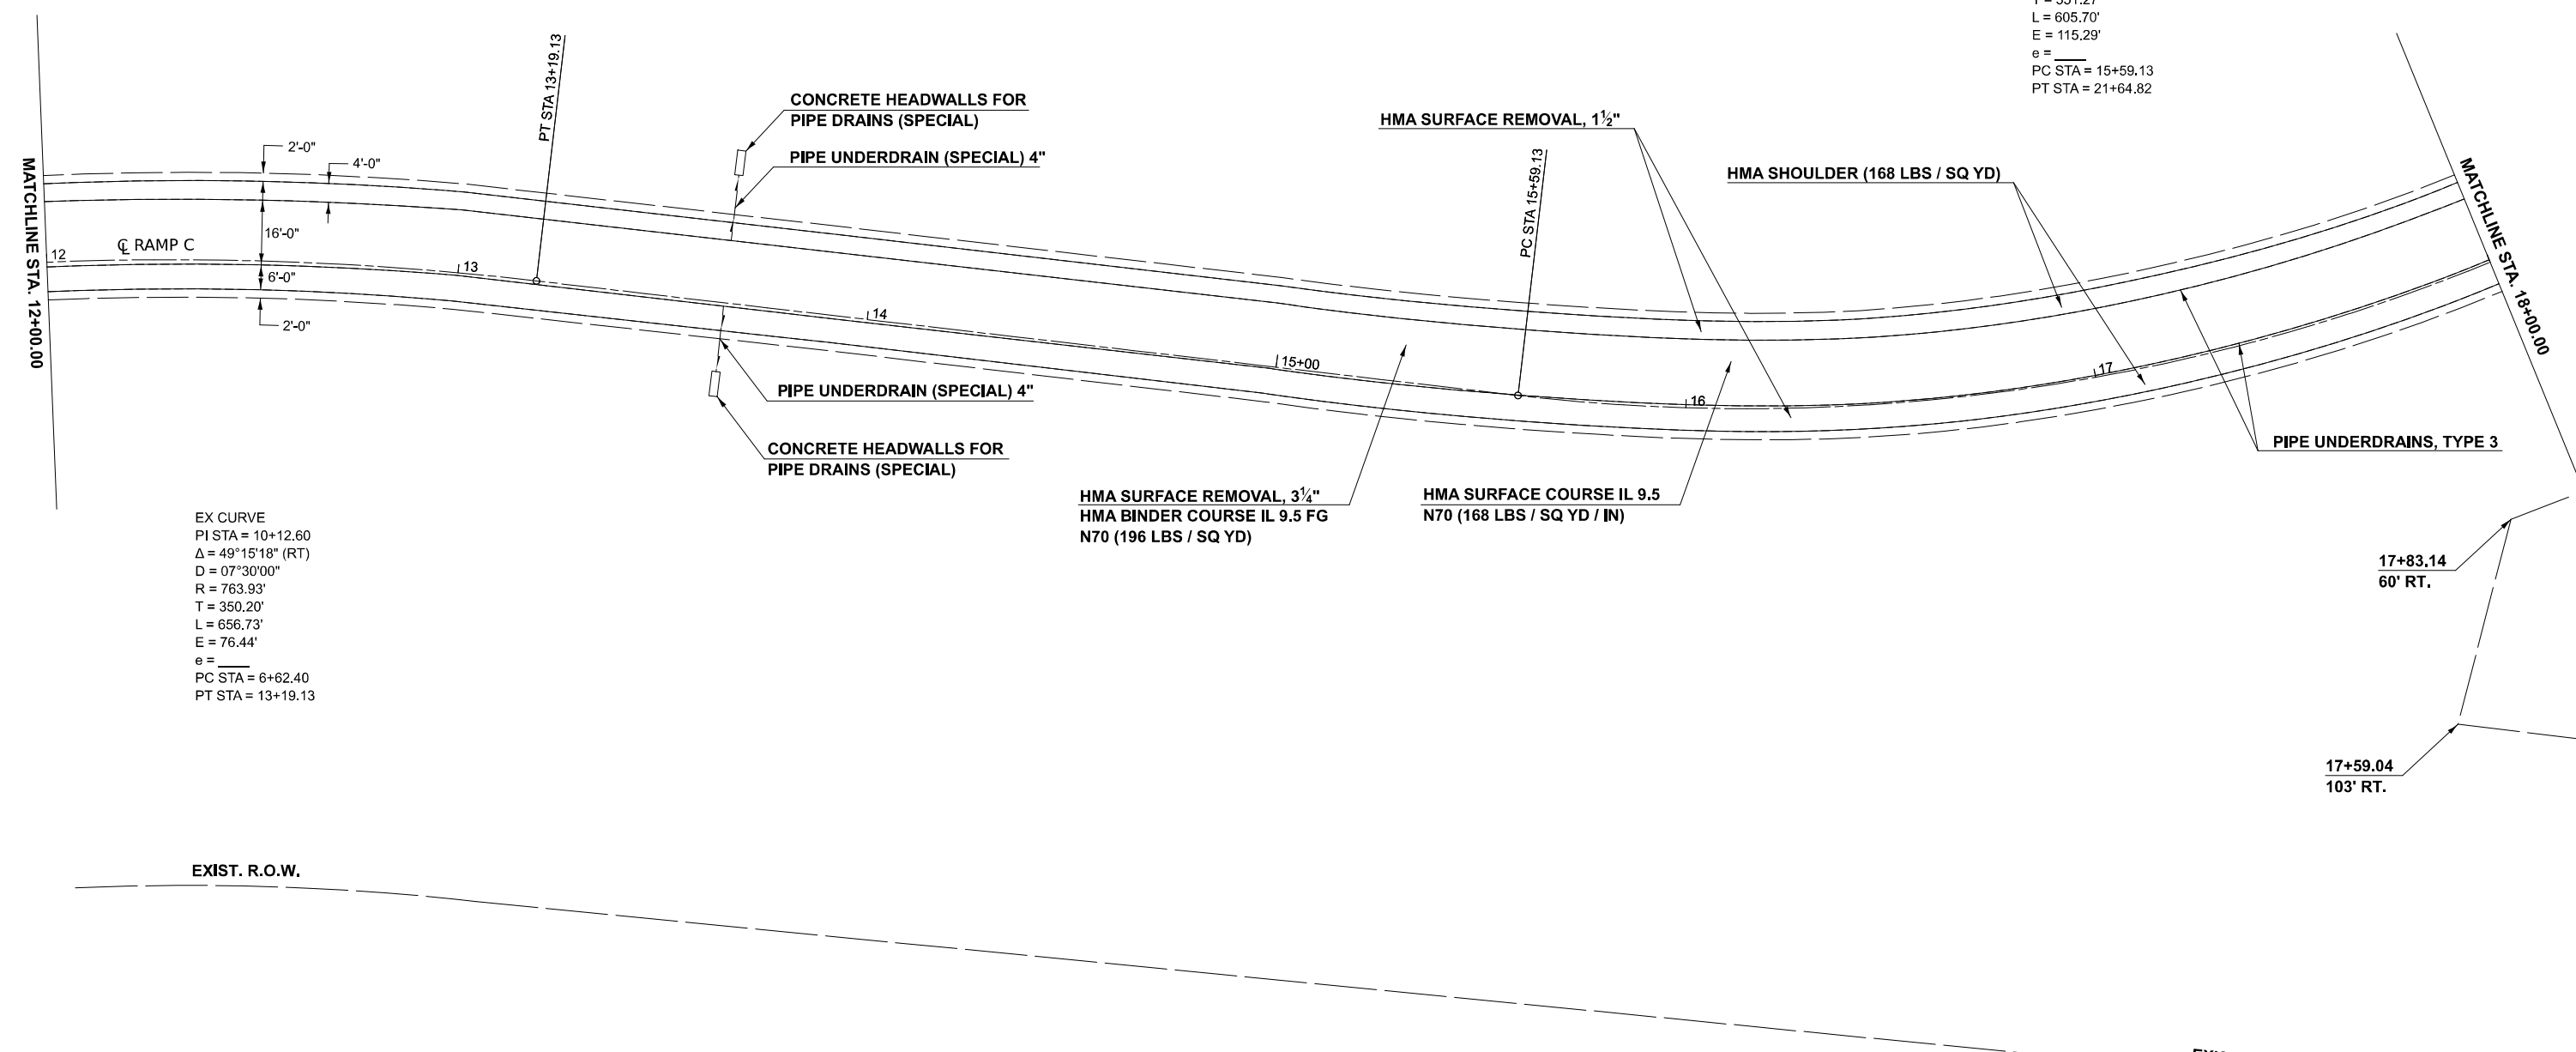 L = 605.70'
E = 115.29'
e = ____
PC STA = 15+59.13
PT STA = 21+64.82
PT STA 13+19.13
CONCRETE HEADWALLS FOR
PIPE DRAINS (SPECIAL)
PIPE UNDERDRAIN (SPECIAL) 4"
HMA SURFACE REMOVAL, 1½"
PC STA 15+59.13
HMA SHOULDER (168 LBS / SQ YD)
MATCHLINE STA. 12+00.00
MATCHLINE STA. 18+00.00
2'-0"
4'-0"
16'-0"
6'-0"
2'-0"
℄ RAMP C
12
13
14
15+00
16
17
PIPE UNDERDRAIN (SPECIAL) 4"
CONCRETE HEADWALLS FOR
PIPE DRAINS (SPECIAL)
HMA SURFACE REMOVAL, 3¼"
HMA BINDER COURSE IL 9.5 FG
N70 (196 LBS / SQ YD)
HMA SURFACE COURSE IL 9.5
N70 (168 LBS / SQ YD / IN)
PIPE UNDERDRAINS, TYPE 3
EX CURVE
PI STA = 10+12.60
Δ = 49°15'18" (RT)
D = 07°30'00"
R = 763.93'
T = 350.20'
L = 656.73'
E = 76.44'
e = ____
PC STA = 6+62.40
PT STA = 13+19.13
17+83.14
60' RT.
17+59.04
103' RT.
EXIST. R.O.W.